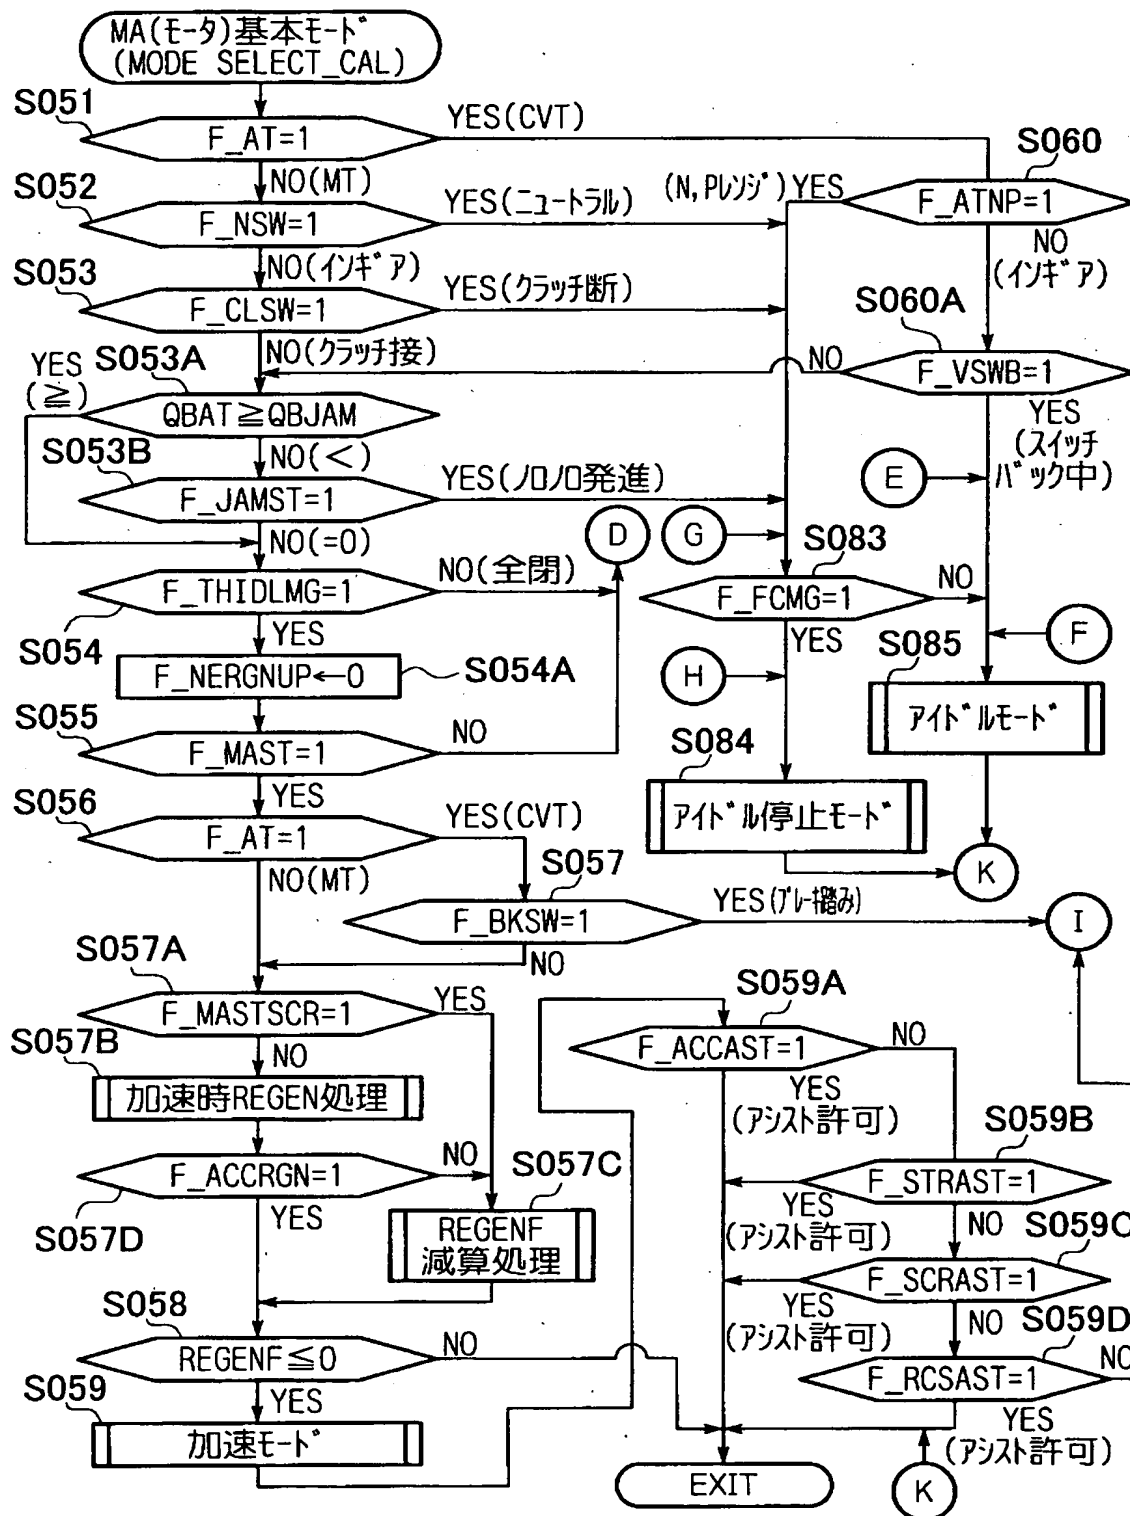 MA(モータ)基本モード
(MODE SELECT_CAL)
S051
F_AT=1
YES(CVT)
NO(MT)
S060
F_ATNP=1
(N,Pレンジ)YES
NO
(インギア)
S052
F_NSW=1
YES(ニュートラル)
NO(インギア)
S053
F_CLSW=1
YES(クラッチ断)
NO(クラッチ接)
S060A
F_VSWB=1
NO
YES
(スイッチ
バック中)
S053A
YES
(≧)
QBAT≧QBJAM
NO(<)
S053B
F_JAMST=1
YES(ノロノロ発進)
NO(=0)
E
D
G
S083
F_FCMG=1
NO
YES
F_THIDLMG=1
NO(全閉)
S054
YES
F
H
S085
アイドルモード
F_NERGNUP←0
S054A
S055
F_MAST=1
NO
YES
S084
アイドル停止モード
K
S056
F_AT=1
YES(CVT)
NO(MT)
S057
F_BKSW=1
YES(ブレーキ踏み)
NO
I
S057A
F_MASTSCR=1
YES
NO
S059A
F_ACCAST=1
NO
YES
(アシスト許可)
S057B
加速時REGEN処理
F_ACCRGN=1
NO
S057D
YES
S057C
REGENF
減算処理
S059B
F_STRAST=1
YES
(アシスト許可)
NO
S059C
F_SCRAST=1
YES
(アシスト許可)
NO
S058
REGENF≦0
NO
YES
S059D
F_RCSAST=1
NO
YES
(アシスト許可)
S059
加速モード
EXIT
K